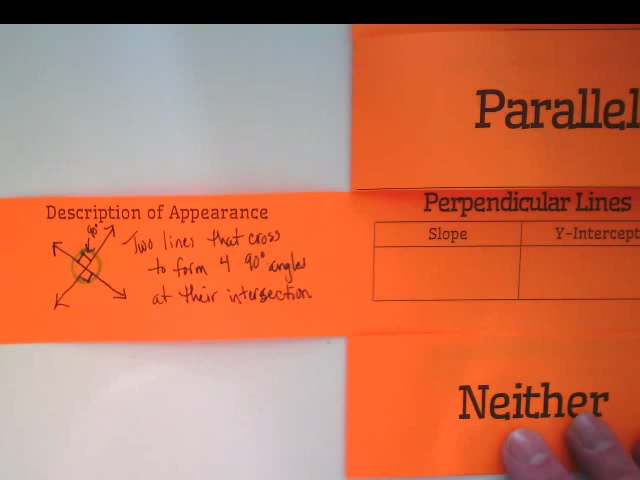 Parallel
Description of Appearance
90°
Two lines that cross
to form 4 90° angles
at their intersection
Perpendicular Lines
Slope
Y-Intercept
Neither